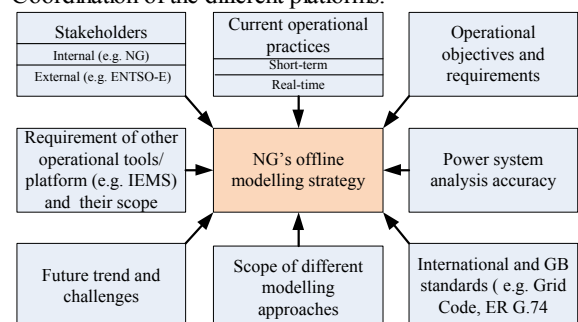 Coordination of the different platforms.
Stakeholders
Internal (e.g. NG)
External (e.g. ENTSO-E)
Current operational
practices
Short-term
Real-time
Operational
objectives and
requirements
Requirement of other
operational tools/
platform (e.g. IEMS)
and their scope
NG's offline
modelling strategy
Power system
analysis accuracy
Future trend and
challenges
Scope of different
modelling
approaches
International and GB
standards ( e.g. Grid
Code, ER G.74